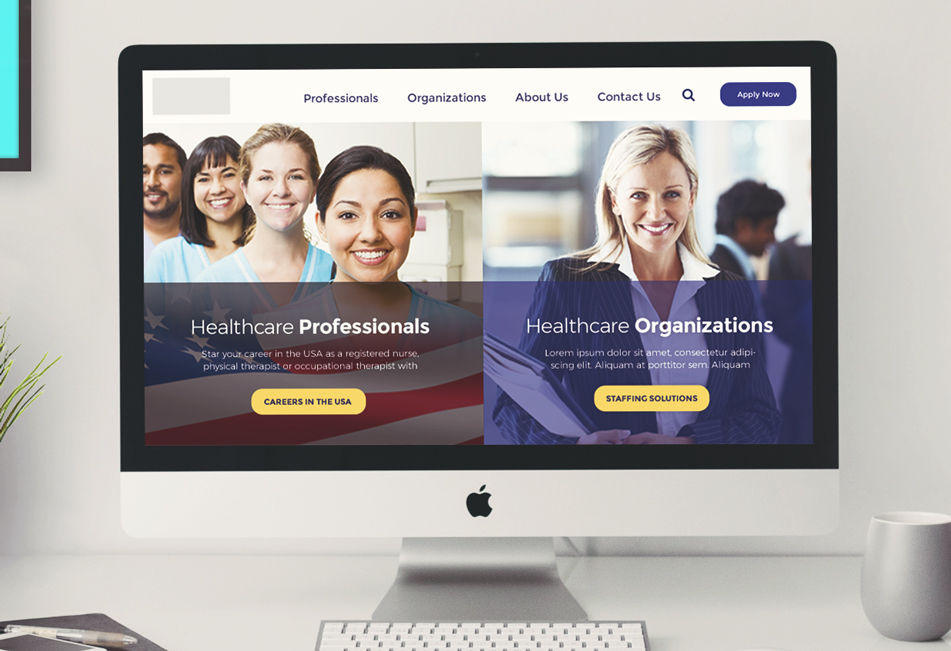 Professionals Organizations About Us Contact Us Apply Now
Healthcare Professionals
Star your career in the USA as a registered nurse,
physical therapist or occupational therapist with
CAREERS IN THE USA
Healthcare Organizations
Lorem ipsum dolor sit amet, consectetur adipi-
scing elit. Aliquam at porttitor sem. Aliquam
STAFFING SOLUTIONS